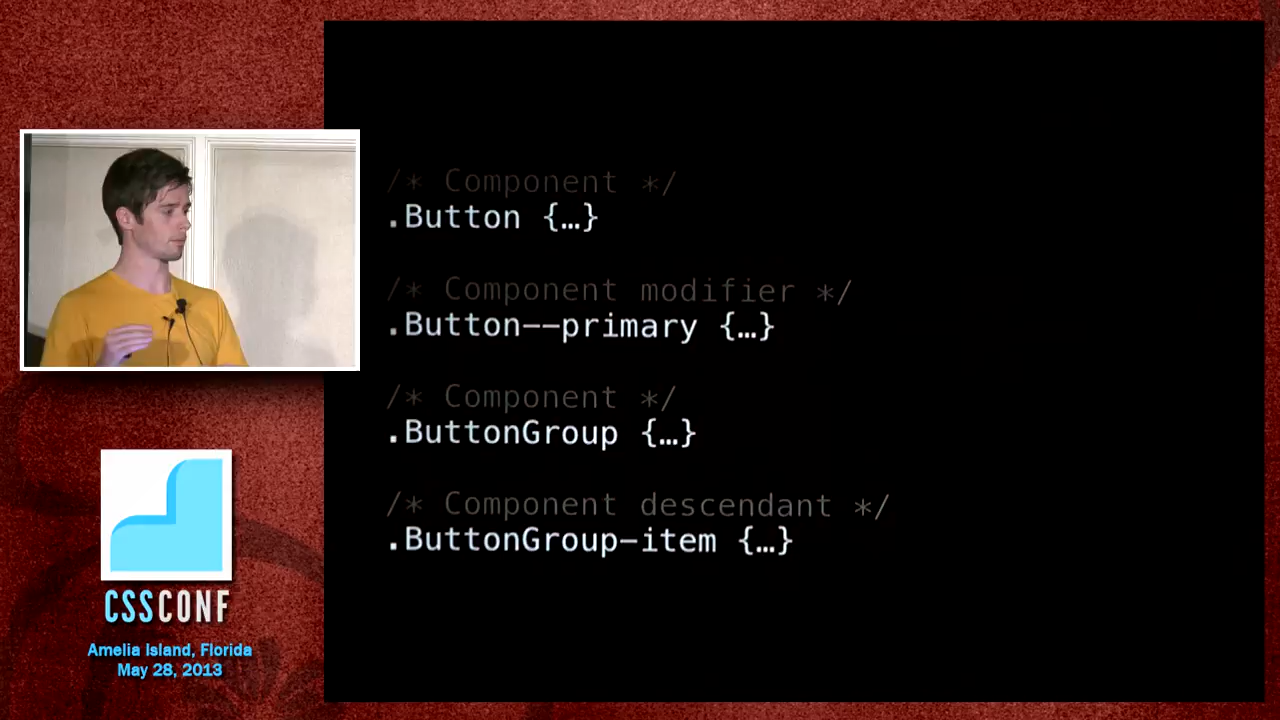 /* Component */
.Button {…}
/* Component modifier */
.Button--primary {…}
/* Component */
.ButtonGroup {…}
/* Component descendant */
.ButtonGroup-item {…}
CSSCONF
Amelia Island, Florida
May 28, 2013